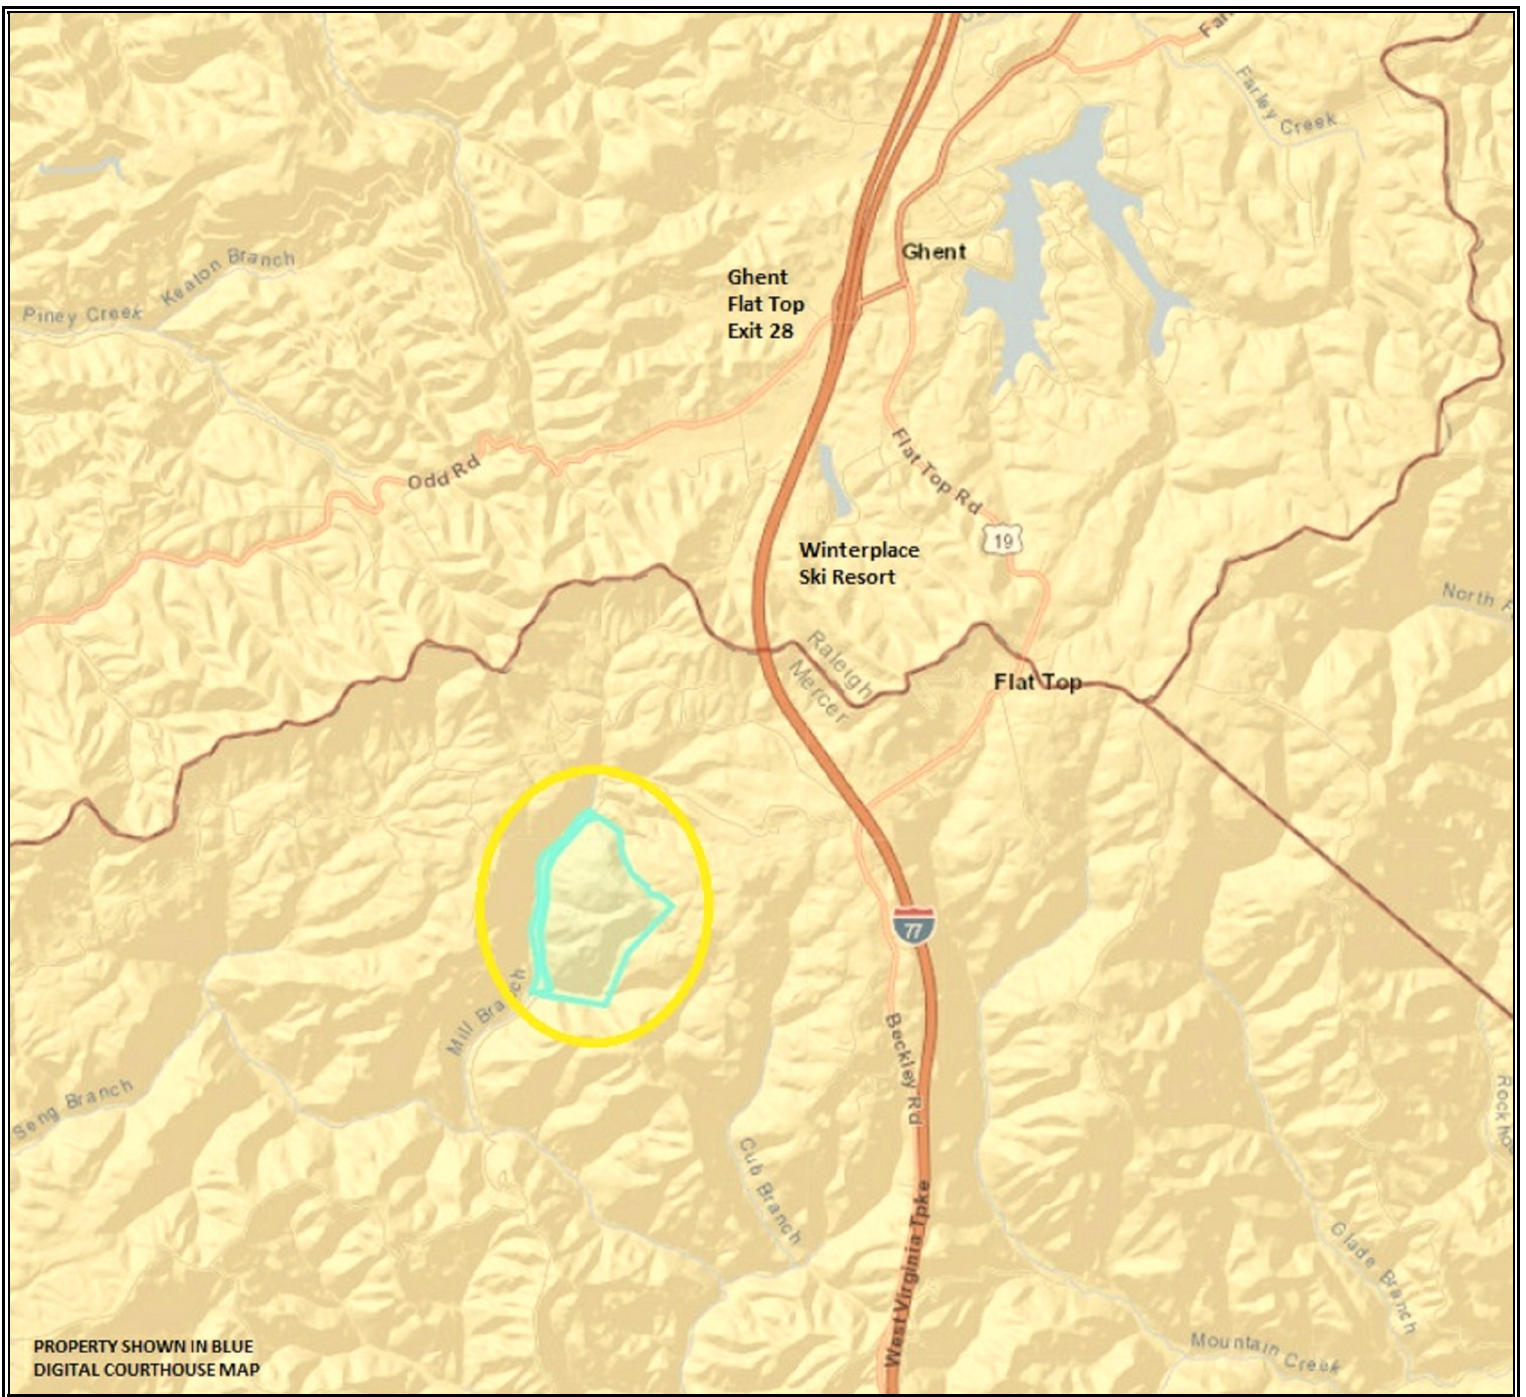 Farley Creek
Ghent
Keaton Branch
Piney Creek
Ghent
Flat Top
Exit 28
Odd Rd
Flat Top Rd
19
Winterplace
Ski Resort
North
Raleigh
Mercer
Flat Top
77
Mill Branch
Beckley Rd
Seng Branch
Cub Branch
West Virginia Tpke
Glade Branch
Mountain Creek
PROPERTY SHOWN IN BLUE
DIGITAL COURTHOUSE MAP